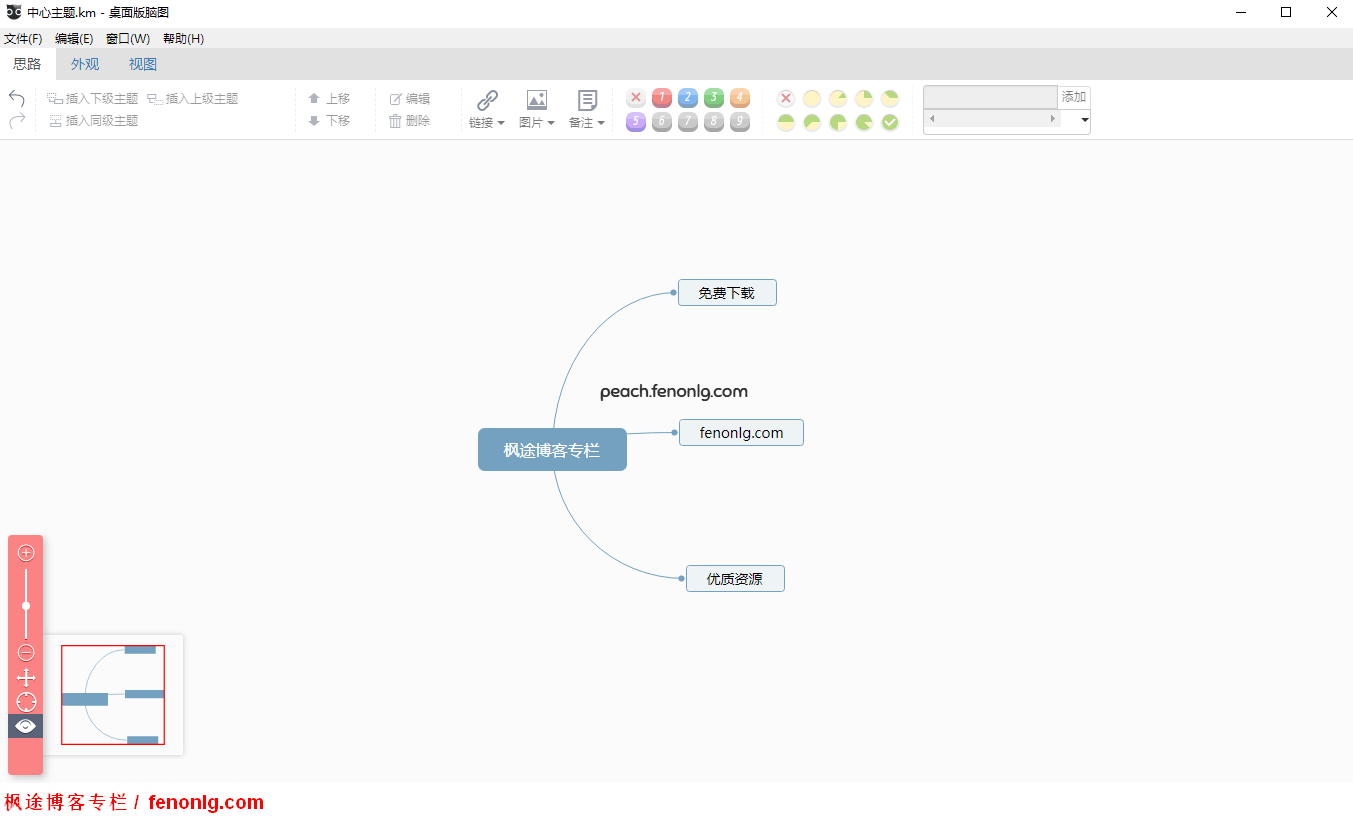 中心主题.km - 桌面版脑图
文件(F) 编辑(E) 窗口(W) 帮助(H)
思路 外观 视图
插入下级主题 插入上级主题 上移 编辑 1 2 3 4 添加
插入同级主题 下移 删除 链接 图片 备注 5 6 7 8 9
免费下载
peach.fenonlg.com
fenonlg.com
枫途博客专栏
优质资源
枫途博客专栏 / fenonlg.com